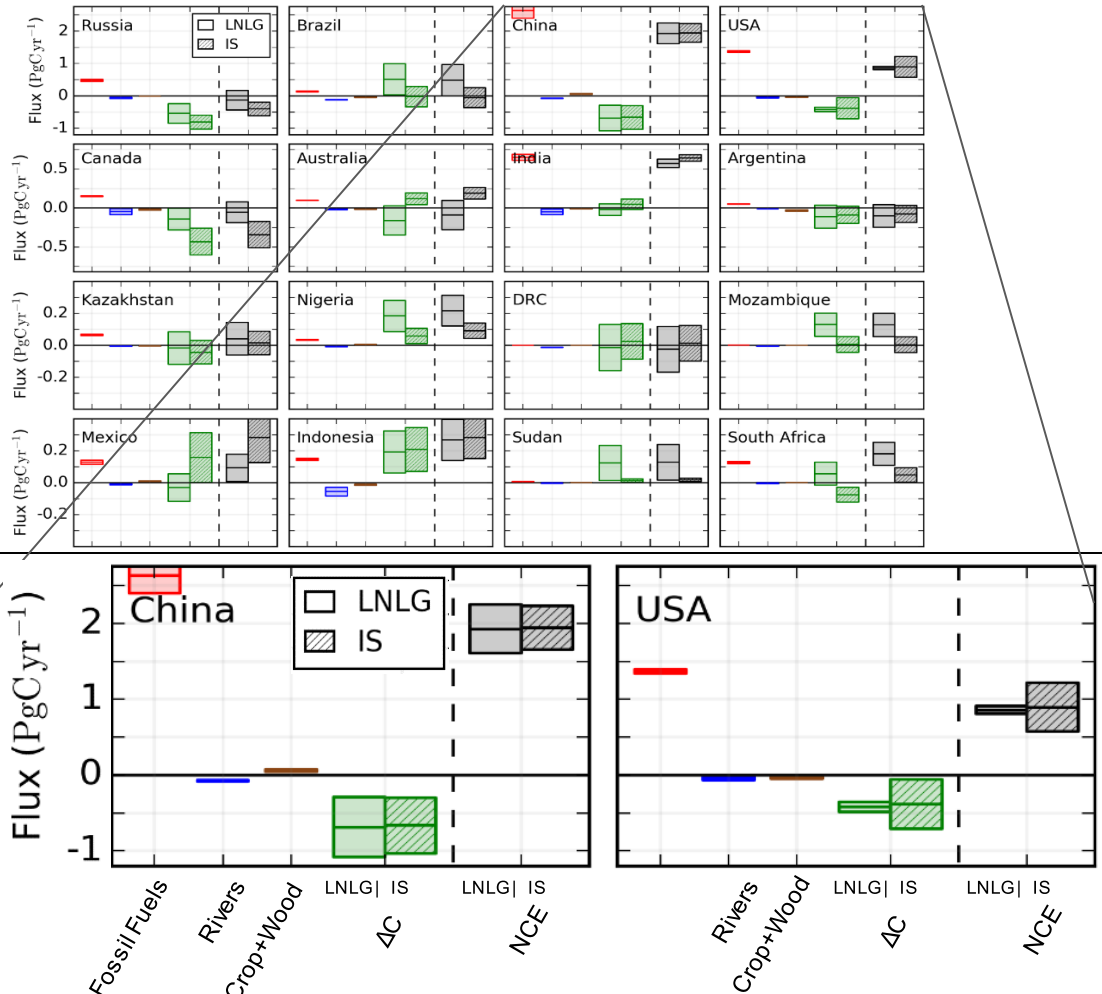 Russia
LNLG
IS
Brazil
China
USA
Flux (PgC yr⁻¹)
2
1
0
-1
Canada
Australia
India
Argentina
Flux (PgC yr⁻¹)
0.5
0.0
-0.5
Kazakhstan
Nigeria
DRC
Mozambique
Flux (PgC yr⁻¹)
0.2
0.0
-0.2
Mexico
Indonesia
Sudan
South Africa
Flux (PgC yr⁻¹)
0.2
0.0
-0.2
China
LNLG
IS
USA
Flux (PgC yr⁻¹)
2
1
0
-1
LNLG| IS
LNLG| IS
LNLG| IS
LNLG| IS
Fossil Fuels
Rivers
Crop+Wood
ΔC
NCE
Rivers
Crop+Wood
ΔC
NCE